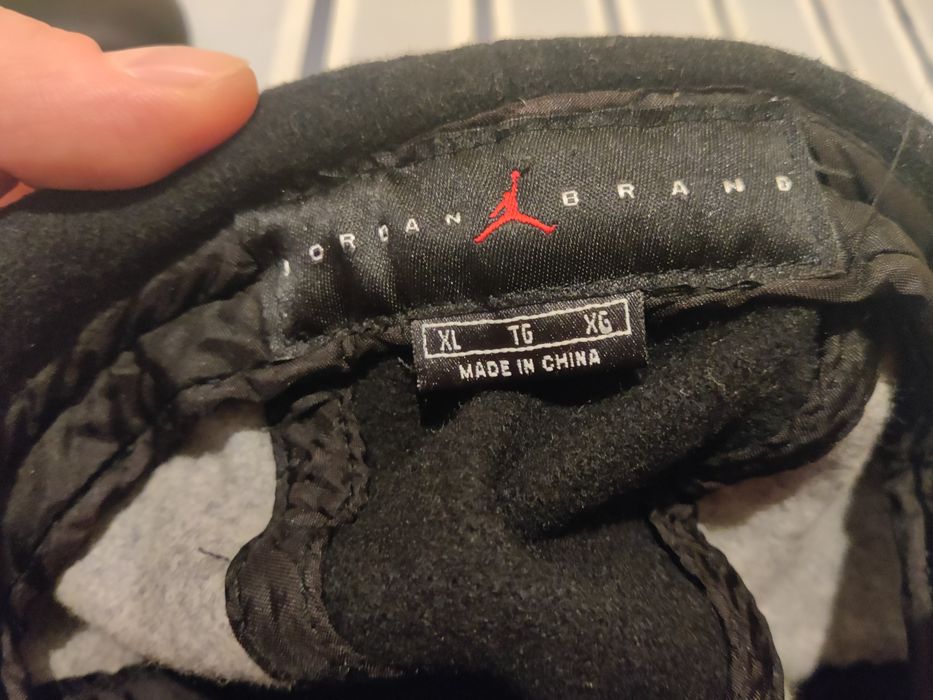 JORDAN BRAND
XL TG XG
MADE IN CHINA